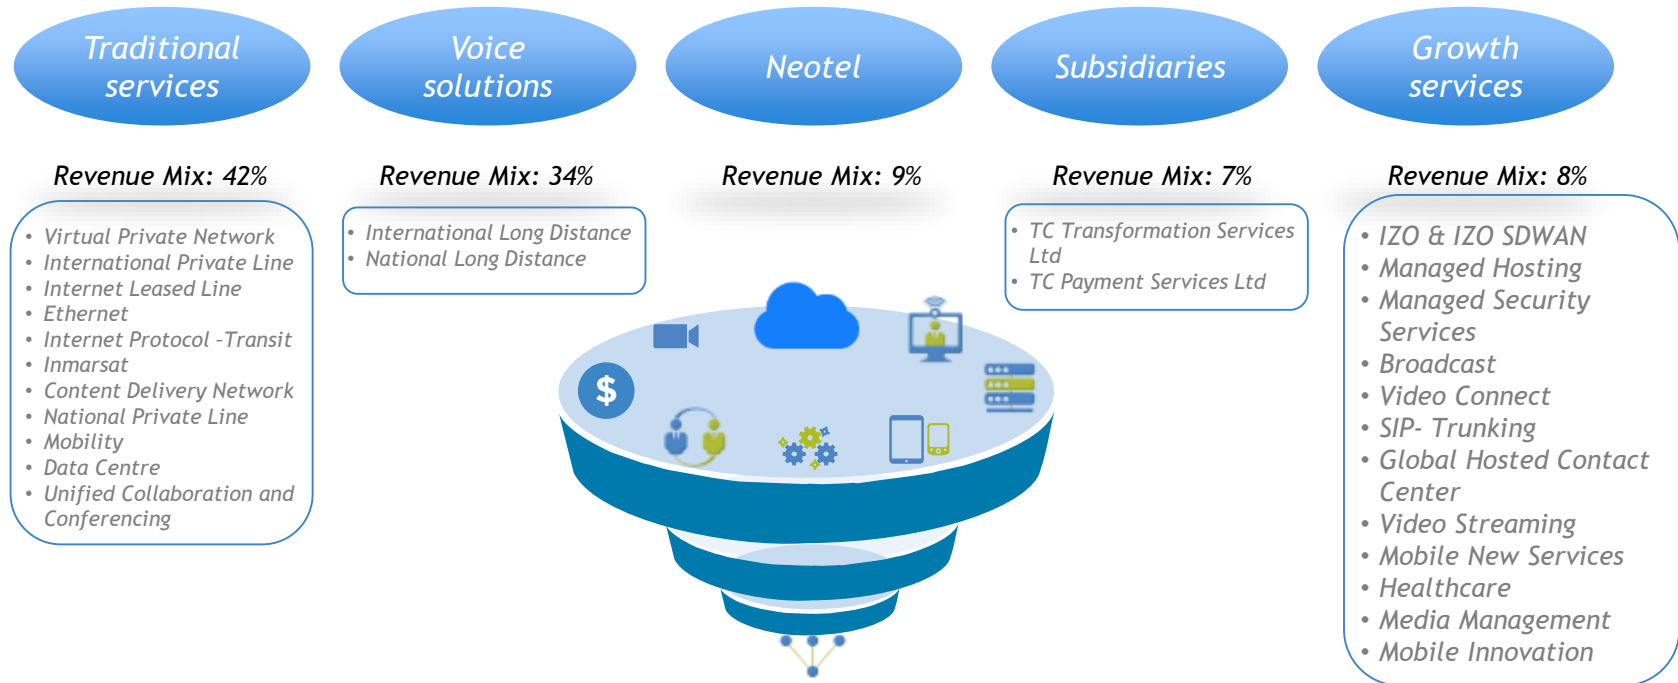 Traditional
services
Voice
solutions
Neotel
Subsidiaries
Growth
services
Revenue Mix: 42%
Revenue Mix: 34%
Revenue Mix: 9%
Revenue Mix: 7%
Revenue Mix: 8%
• Virtual Private Network
• International Private Line
• Internet Leased Line
• Ethernet
• Internet Protocol –Transit
• Inmarsat
• Content Delivery Network
• National Private Line
• Mobility
• Data Centre
• Unified Collaboration and
Conferencing
• International Long Distance
• National Long Distance
• TC Transformation Services
Ltd
• TC Payment Services Ltd
• IZO & IZO SDWAN
• Managed Hosting
• Managed Security
Services
• Broadcast
• Video Connect
• SIP- Trunking
• Global Hosted Contact
Center
• Video Streaming
• Mobile New Services
• Healthcare
• Media Management
• Mobile Innovation
$